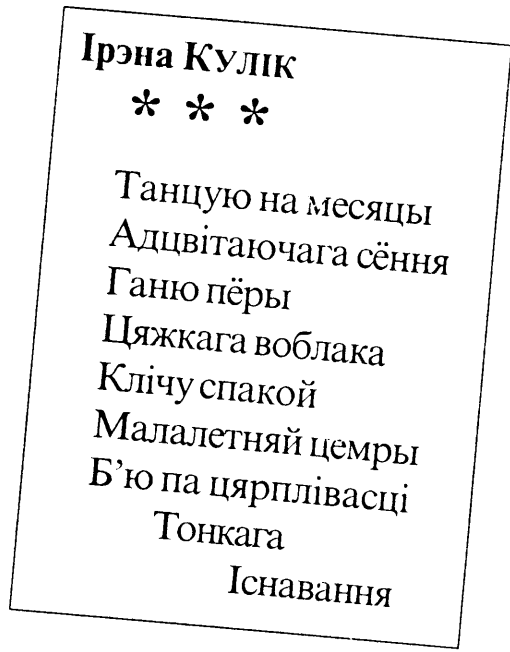 Ірэна КУЛІК
* * *
Танцую на месяцы
Адцвітаючага сёння
Ганю пёры
Цяжкага воблака
Клічу спакой
Малалетняй цемры
Б’ю па цярплівасці
Тонкага
Існавання